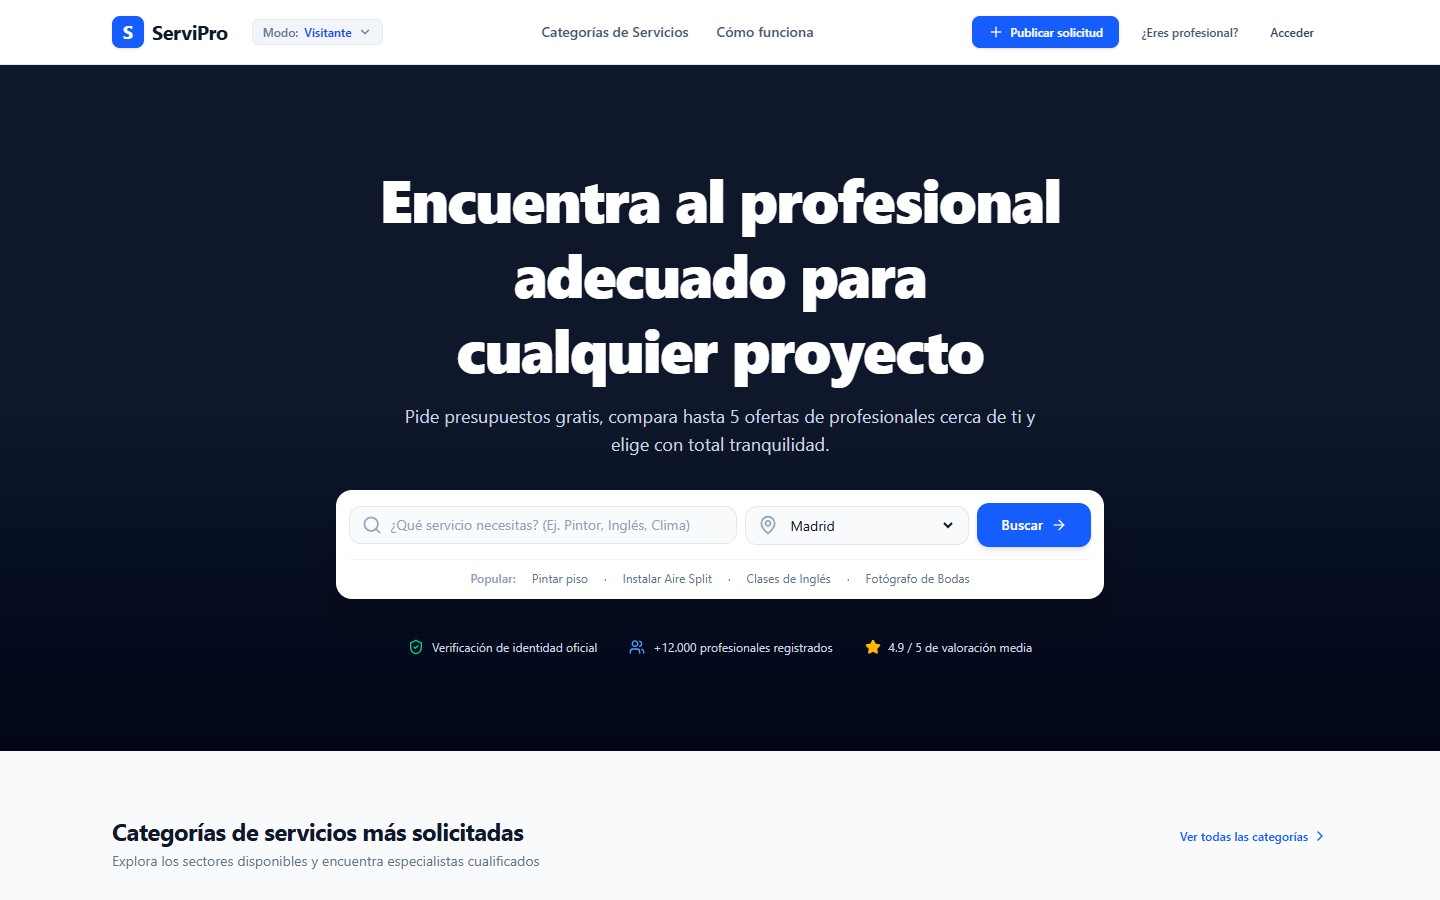 S ServiPro
Modo: Visitante
Categorías de Servicios
Cómo funciona
Publicar solicitud
¿Eres profesional?
Acceder
Encuentra al profesional
adecuado para
cualquier proyecto
Pide presupuestos gratis, compara hasta 5 ofertas de profesionales cerca de ti y
elige con total tranquilidad.
¿Qué servicio necesitas? (Ej. Pintor, Inglés, Clima)
Madrid
Buscar
Popular: Pintar piso · Instalar Aire Split · Clases de Inglés · Fotógrafo de Bodas
Verificación de identidad oficial
+12.000 profesionales registrados
4.9 / 5 de valoración media
Categorías de servicios más solicitadas
Ver todas las categorías
Explora los sectores disponibles y encuentra especialistas cualificados